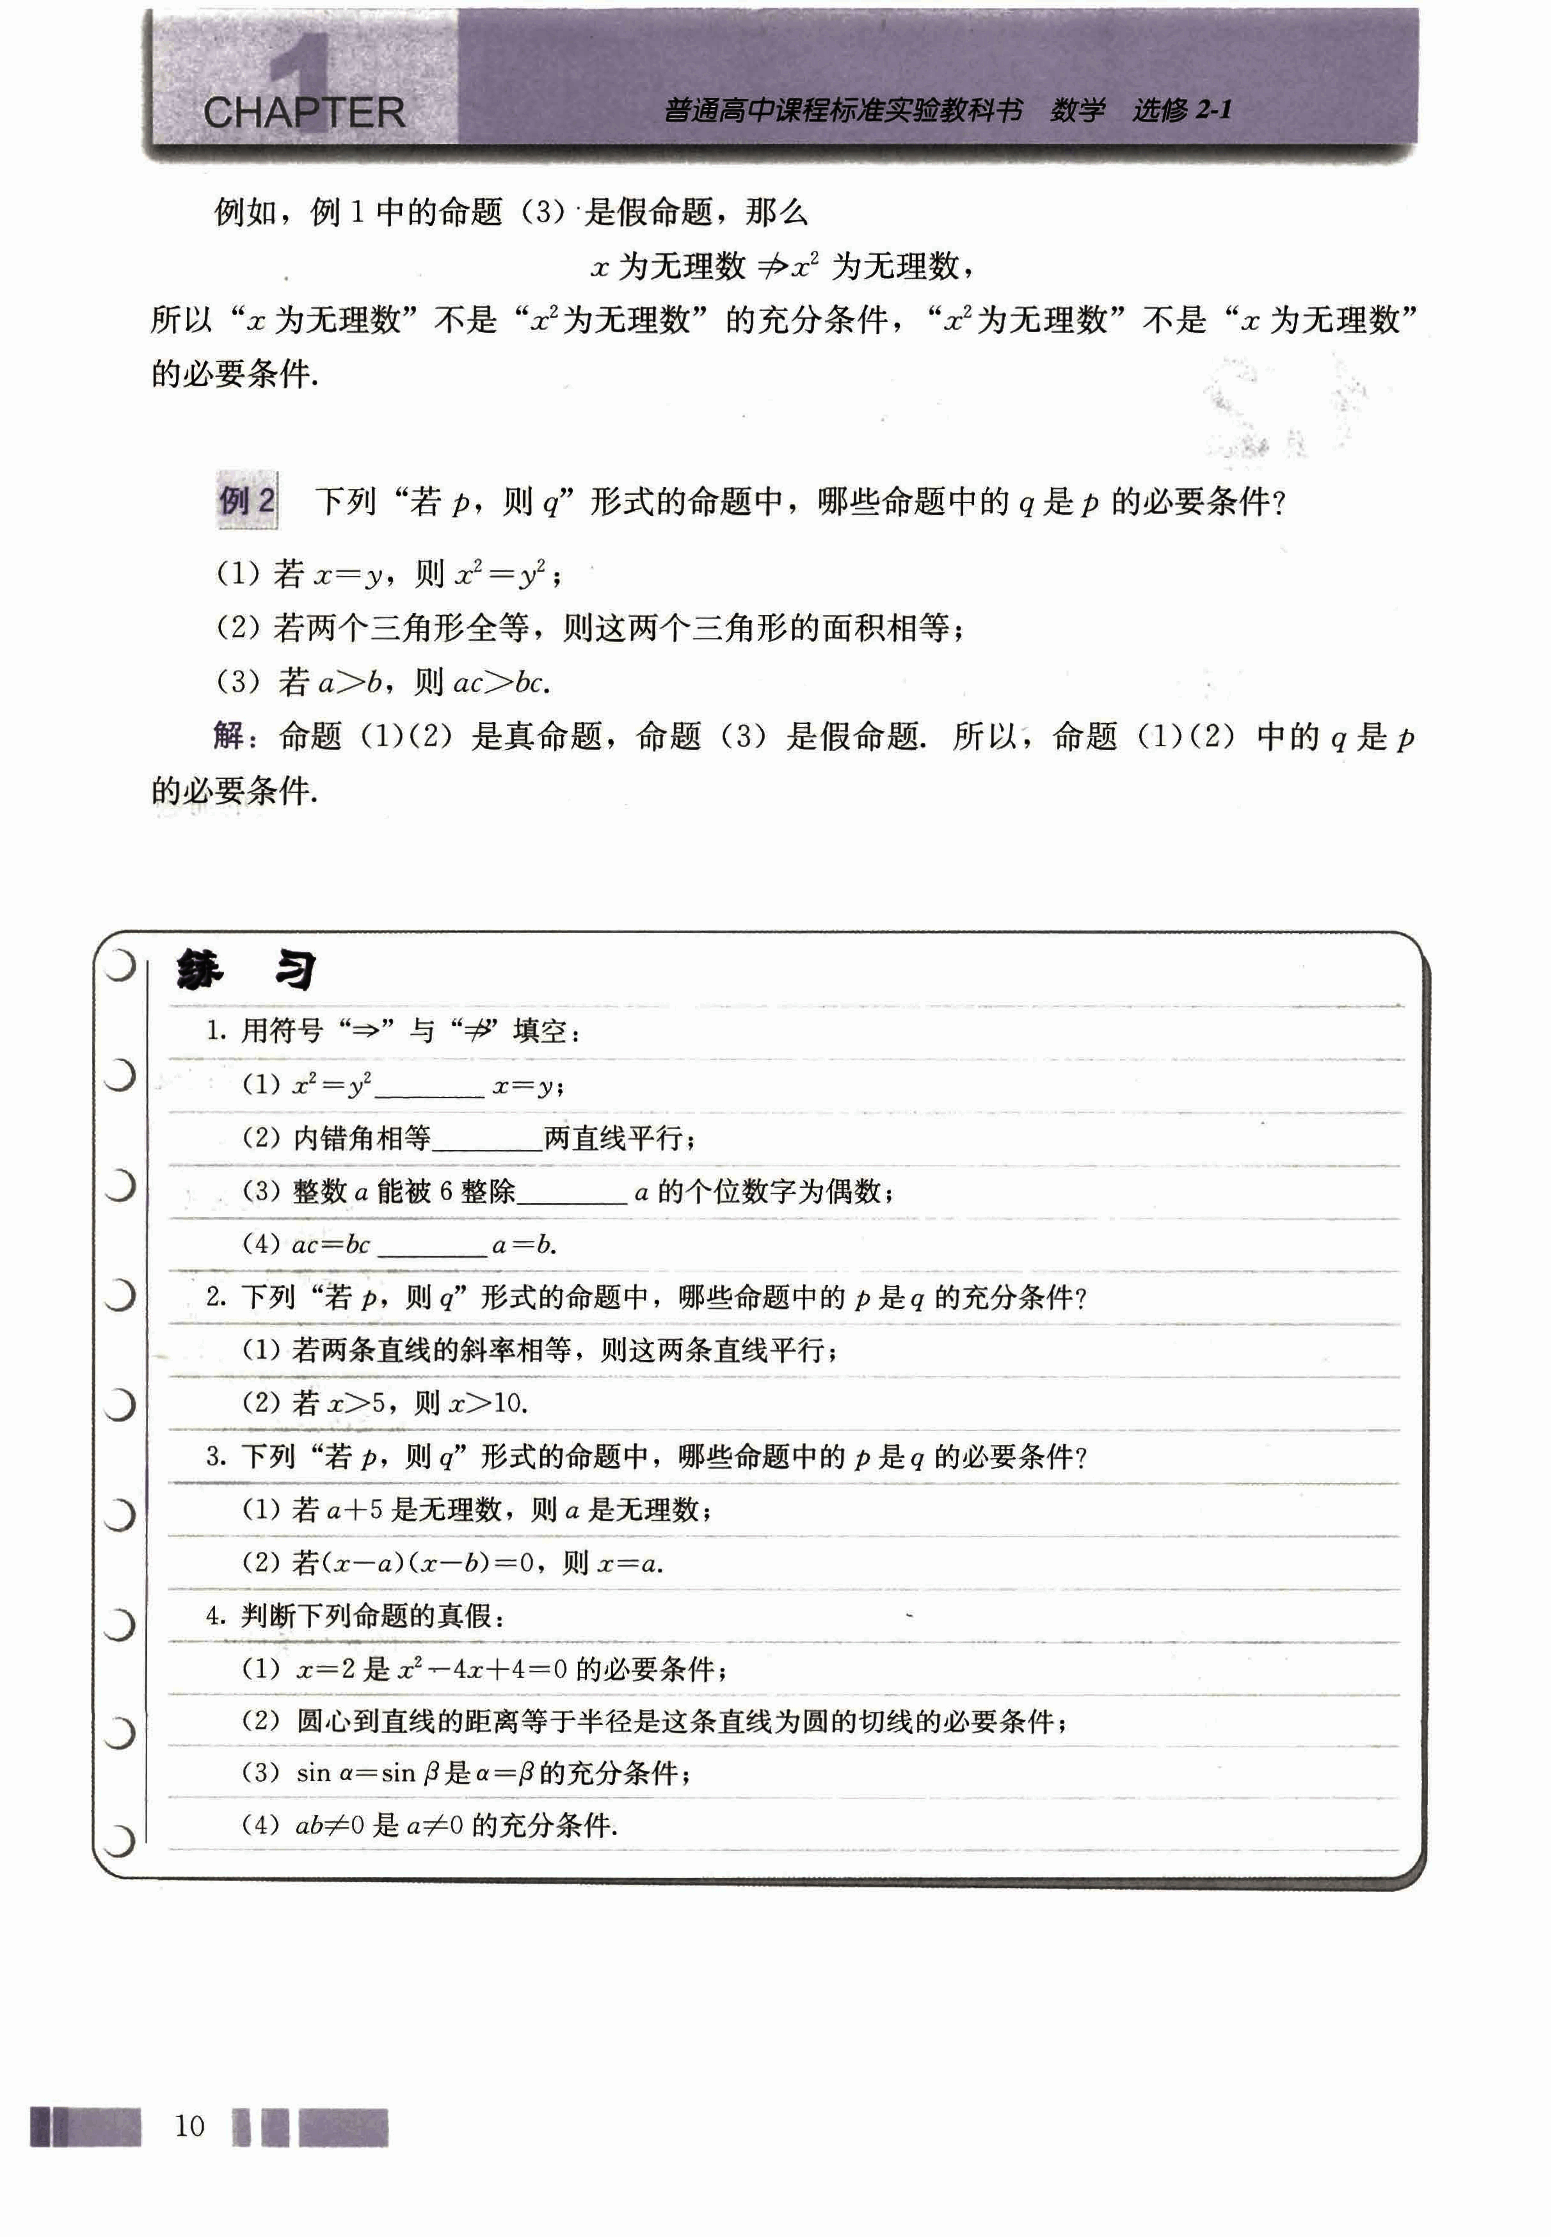 1
CHAPTER
普通高中课程标准实验教科书 数学 选修 2-1
例如，例 1 中的命题（3）是假命题，那么
x 为无理数 ⇏ x² 为无理数，
所以“x 为无理数”不是“x²为无理数”的充分条件，“x²为无理数”不是“x 为无理数”
的必要条件.
例 2 下列“若 p，则 q”形式的命题中，哪些命题中的 q 是 p 的必要条件?
（1）若 x=y，则 x²=y²；
（2）若两个三角形全等，则这两个三角形的面积相等；
（3）若 a>b，则 ac>bc.
解：命题（1）（2）是真命题，命题（3）是假命题. 所以，命题（1）（2）中的 q 是 p
的必要条件.
练 习
1. 用符号“⇒”与“⇏”填空：
（1）x²=y²________ x=y；
（2）内错角相等________两直线平行；
（3）整数 a 能被 6 整除________ a 的个位数字为偶数；
（4）ac=bc ________ a=b.
2. 下列“若 p，则 q”形式的命题中，哪些命题中的 p 是 q 的充分条件?
（1）若两条直线的斜率相等，则这两条直线平行；
（2）若 x>5，则 x>10.
3. 下列“若 p，则 q”形式的命题中，哪些命题中的 p 是 q 的必要条件?
（1）若 a+5 是无理数，则 a 是无理数；
（2）若(x-a)(x-b)=0，则 x=a.
4. 判断下列命题的真假：
（1）x=2 是 x²-4x+4=0 的必要条件；
（2）圆心到直线的距离等于半径是这条直线为圆的切线的必要条件；
（3）sin α=sin β是α=β的充分条件；
（4）ab≠0 是 a≠0 的充分条件.
10